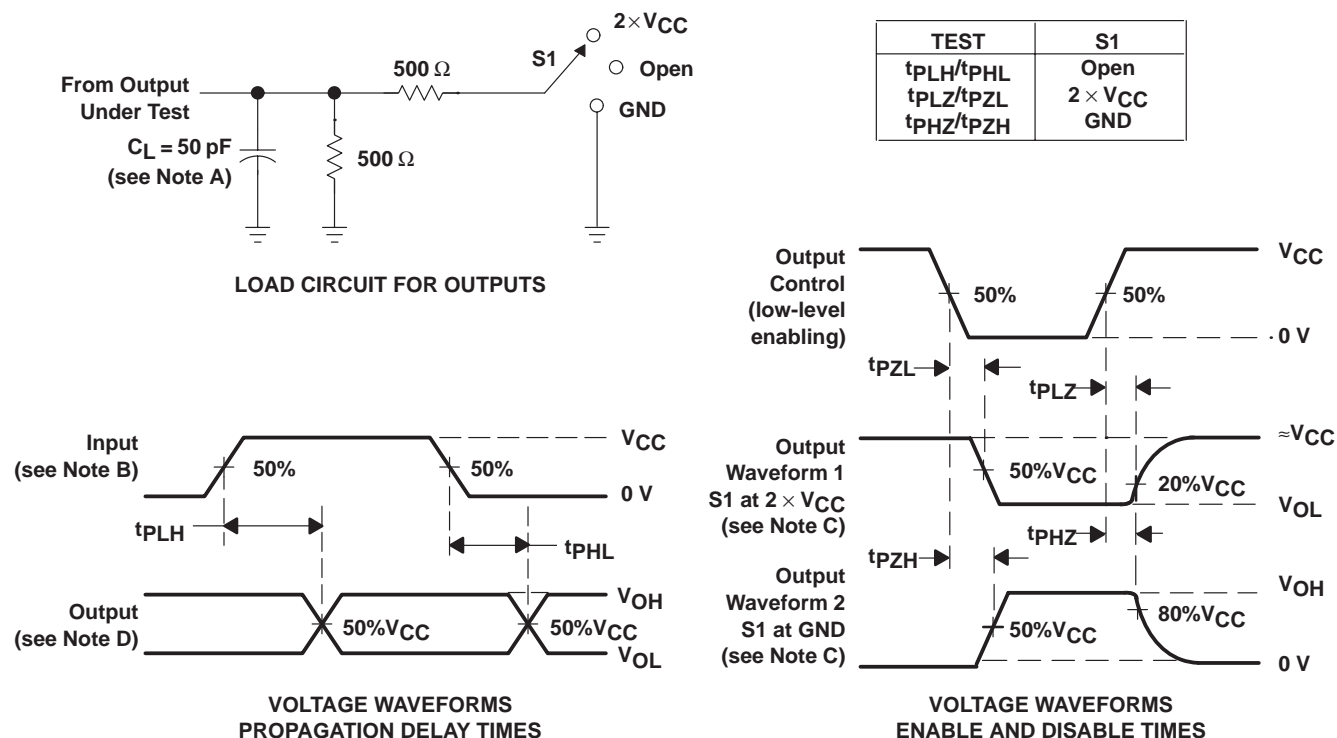 2 × VCC
S1
500 Ω
Open
From Output
Under Test
GND
CL = 50 pF
(see Note A)
500 Ω
LOAD CIRCUIT FOR OUTPUTS
TEST S1
tPLH/tPHL Open
tPLZ/tPZL 2 × VCC
tPHZ/tPZH GND
Input
(see Note B)
50%
50%
VCC
0 V
tPLH
tPHL
Output
(see Note D)
50%VCC
50%VCC
VOH
VOL
VOLTAGE WAVEFORMS
PROPAGATION DELAY TIMES
Output
Control
(low-level
enabling)
50%
50%
VCC
0 V
tPZL
tPLZ
Output
Waveform 1
S1 at 2 × VCC
(see Note C)
50%VCC
20%VCC
≈VCC
VOL
tPHZ
tPZH
Output
Waveform 2
S1 at GND
(see Note C)
50%VCC
80%VCC
VOH
0 V
VOLTAGE WAVEFORMS
ENABLE AND DISABLE TIMES